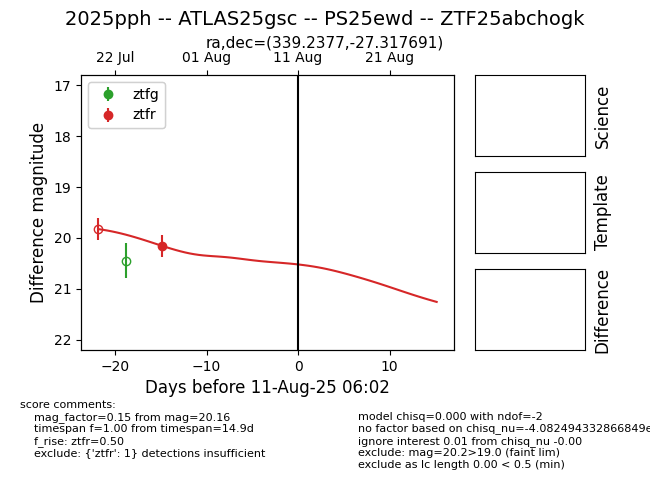 2025pph -- ATLAS25gsc -- PS25ewd -- ZTF25abchogk
ra,dec=(339.2377,-27.317691)
22 Jul 01 Aug 11 Aug 21 Aug
ztfg
ztfr
17
18
19
20
21
22
Difference magnitude
−20 −10 0 10
Days before 11-Aug-25 06:02
Science
Template
Difference
score comments:
mag_factor=0.15 from mag=20.16
timespan f=1.00 from timespan=14.9d
f_rise: ztfr=0.50
exclude: {'ztfr': 1} detections insufficient
model chisq=0.000 with ndof=-2
no factor based on chisq_nu=-4.082494332866849e
ignore interest 0.01 from chisq_nu -0.00
exclude: mag=20.2>19.0 (faint lim)
exclude as lc length 0.00 < 0.5 (min)